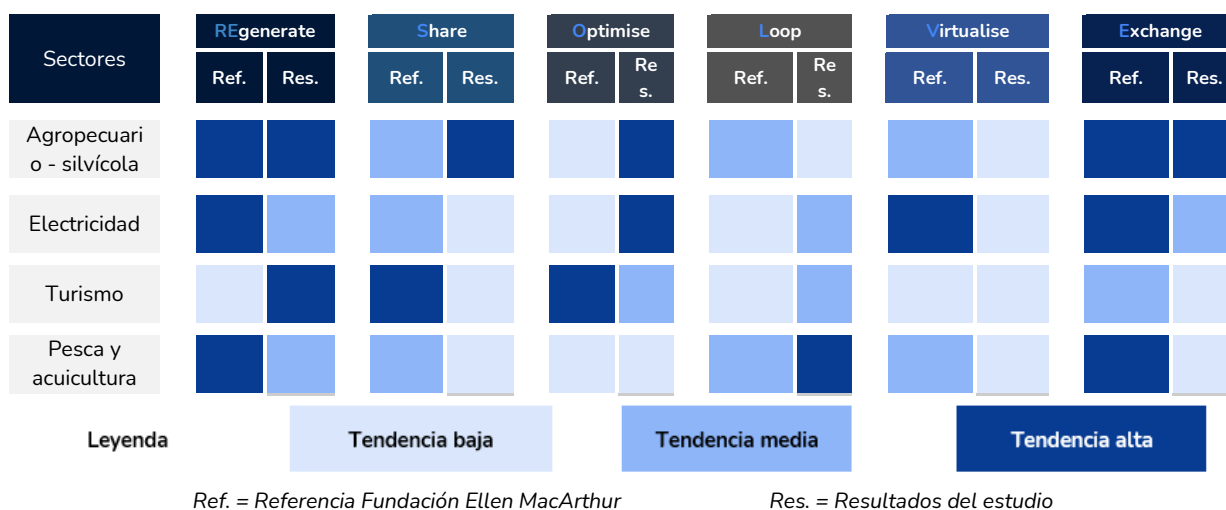 Sectores
REgenerate
Share
Optimise
Loop
Virtualise
Exchange
Ref.
Res.
Ref.
Res.
Ref.
Re
s.
Ref.
Re
s.
Ref.
Res.
Ref.
Res.
Agropecuari
o - silvícola
Electricidad
Turismo
Pesca y
acuicultura
Leyenda
Tendencia baja
Tendencia media
Tendencia alta
Ref. = Referencia Fundación Ellen MacArthur
Res. = Resultados del estudio